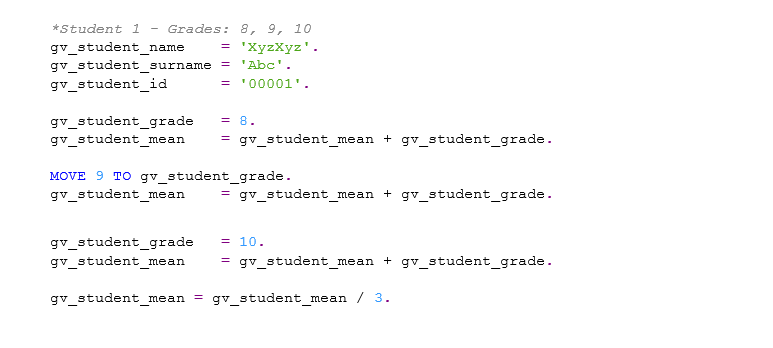 *Student 1 – Grades: 8, 9, 10
gv_student_name    = 'XyzXyz'.
gv_student_surname = 'Abc'.
gv_student_id      = '00001'.
gv_student_grade   = 8.
gv_student_mean    = gv_student_mean + gv_student_grade.
MOVE 9 TO gv_student_grade.
gv_student_mean    = gv_student_mean + gv_student_grade.
gv_student_grade   = 10.
gv_student_mean    = gv_student_mean + gv_student_grade.
gv_student_mean = gv_student_mean / 3.